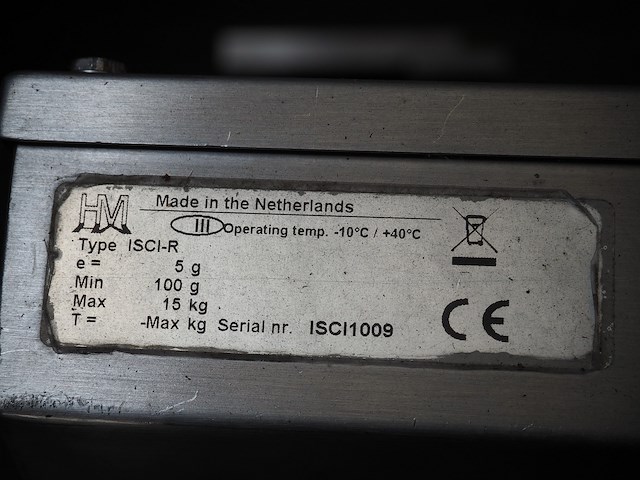 HM
Made in the Netherlands
III Operating temp. -10°C / +40°C
Type ISCI-R
e = 5 g
Min 100 g
Max 15 kg
T = -Max kg Serial nr. ISCI1009
CE